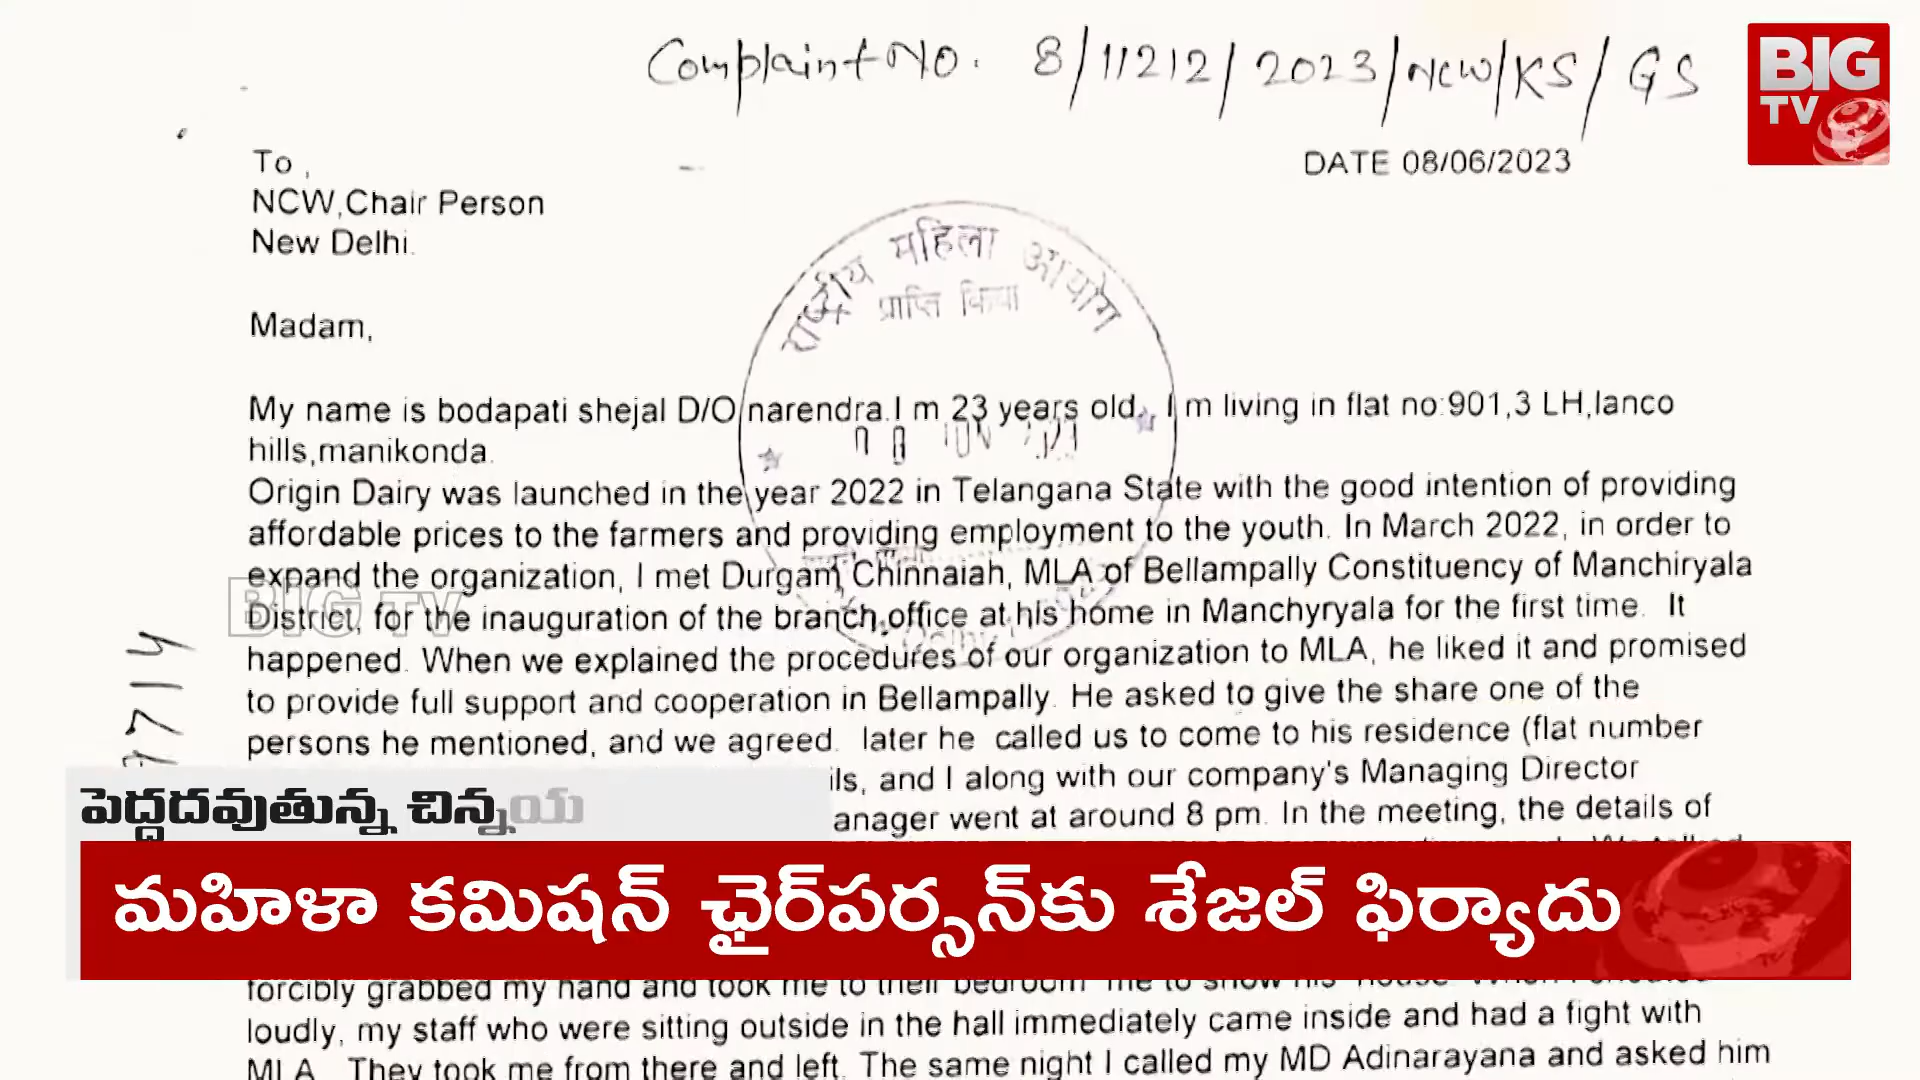 Complaint No. 8/11212/2023/NCW/KS/GS
BIG
TV
DATE 08/06/2023
To ,
NCW,Chair Person
New Delhi.
राष्ट्रीय महिला आयोग
प्राप्ति किया
Madam,
My name is bodapati shejal D/O narendra.I m 23 years old. I m living in flat no:901,3 LH,lanco
hills,manikonda.
Origin Dairy was launched in the year 2022 in Telangana State with the good intention of providing
affordable prices to the farmers and providing employment to the youth. In March 2022, in order to
expand the organization, I met Durgam Chinnaiah, MLA of Bellampally Constituency of Manchiryala
BIG TV
District, for the inauguration of the branch office at his home in Manchyryala for the first time. It
happened. When we explained the procedures of our organization to MLA, he liked it and promised
to provide full support and cooperation in Bellampally. He asked to give the share one of the
persons he mentioned, and we agreed. later he called us to come to his residence (flat number
ils, and I along with our company's Managing Director
anager went at around 8 pm. In the meeting, the details of
పెద్దదవుతున్న చిన్నయ
మహిళా కమిషన్ ఛైర్‌పర్సన్‌కు శేజల్ ఫిర్యాదు
forcibly grabbed my hand and took me to their bedroom me to show his house
loudly, my staff who were sitting outside in the hall immediately came inside and had a fight with
MLA. They took me from there and left. The same night I called my MD Adinarayana and asked him